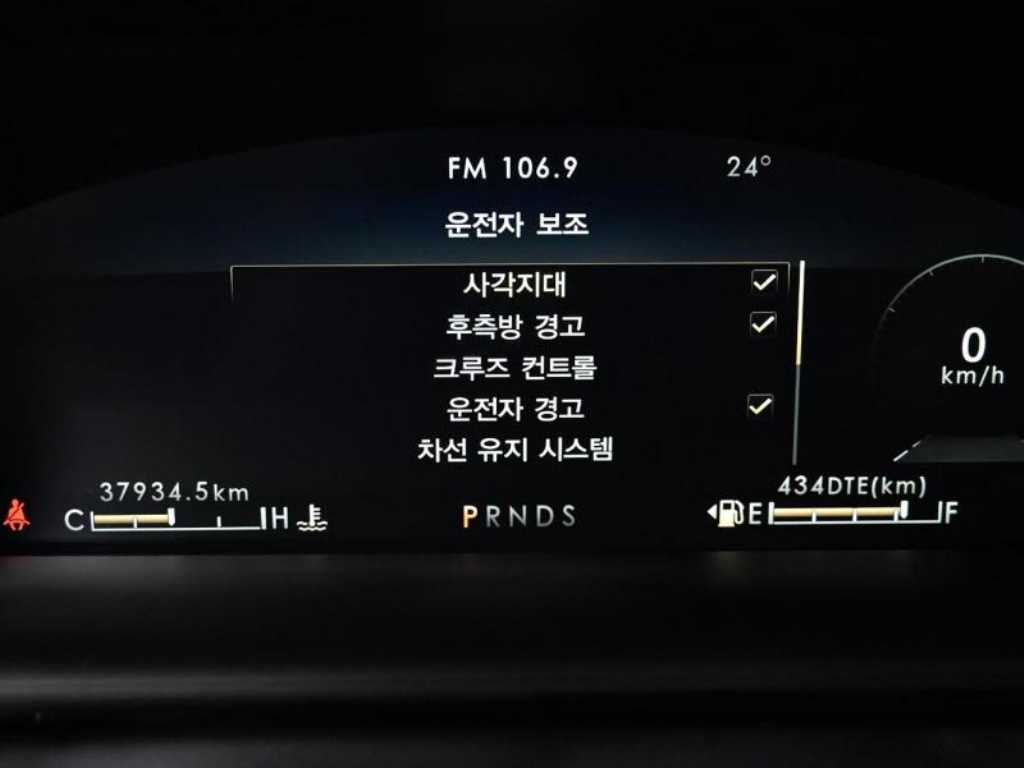 FM 106.9 24°
운전자 보조
사각지대
후측방 경고
크루즈 컨트롤
운전자 경고
차선 유지 시스템
0
km/h
37934.5km
434DTE(km)
C H
PRNDS
E F